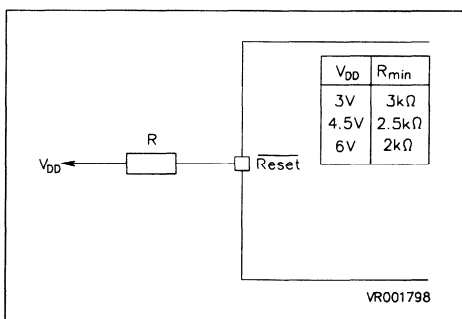 V_DD R_min
3V 3kΩ
4.5V 2.5kΩ
6V 2kΩ
R
V_DD Reset
VR001798